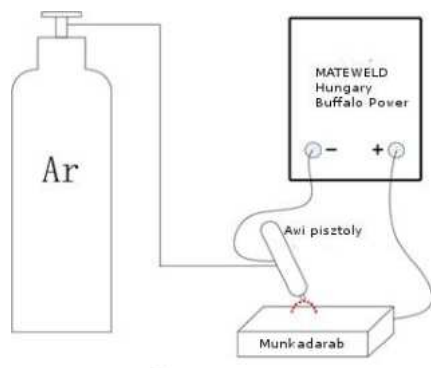 MATEWELD
Hungary
Buffalo Power
Ar
- +
Awi pisztoly
Munkadarab